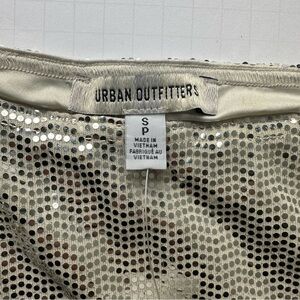 URBAN OUTFITTERS
S
P
MADE IN
VIETNAM
FABRIQUÉ AU
VIETNAM